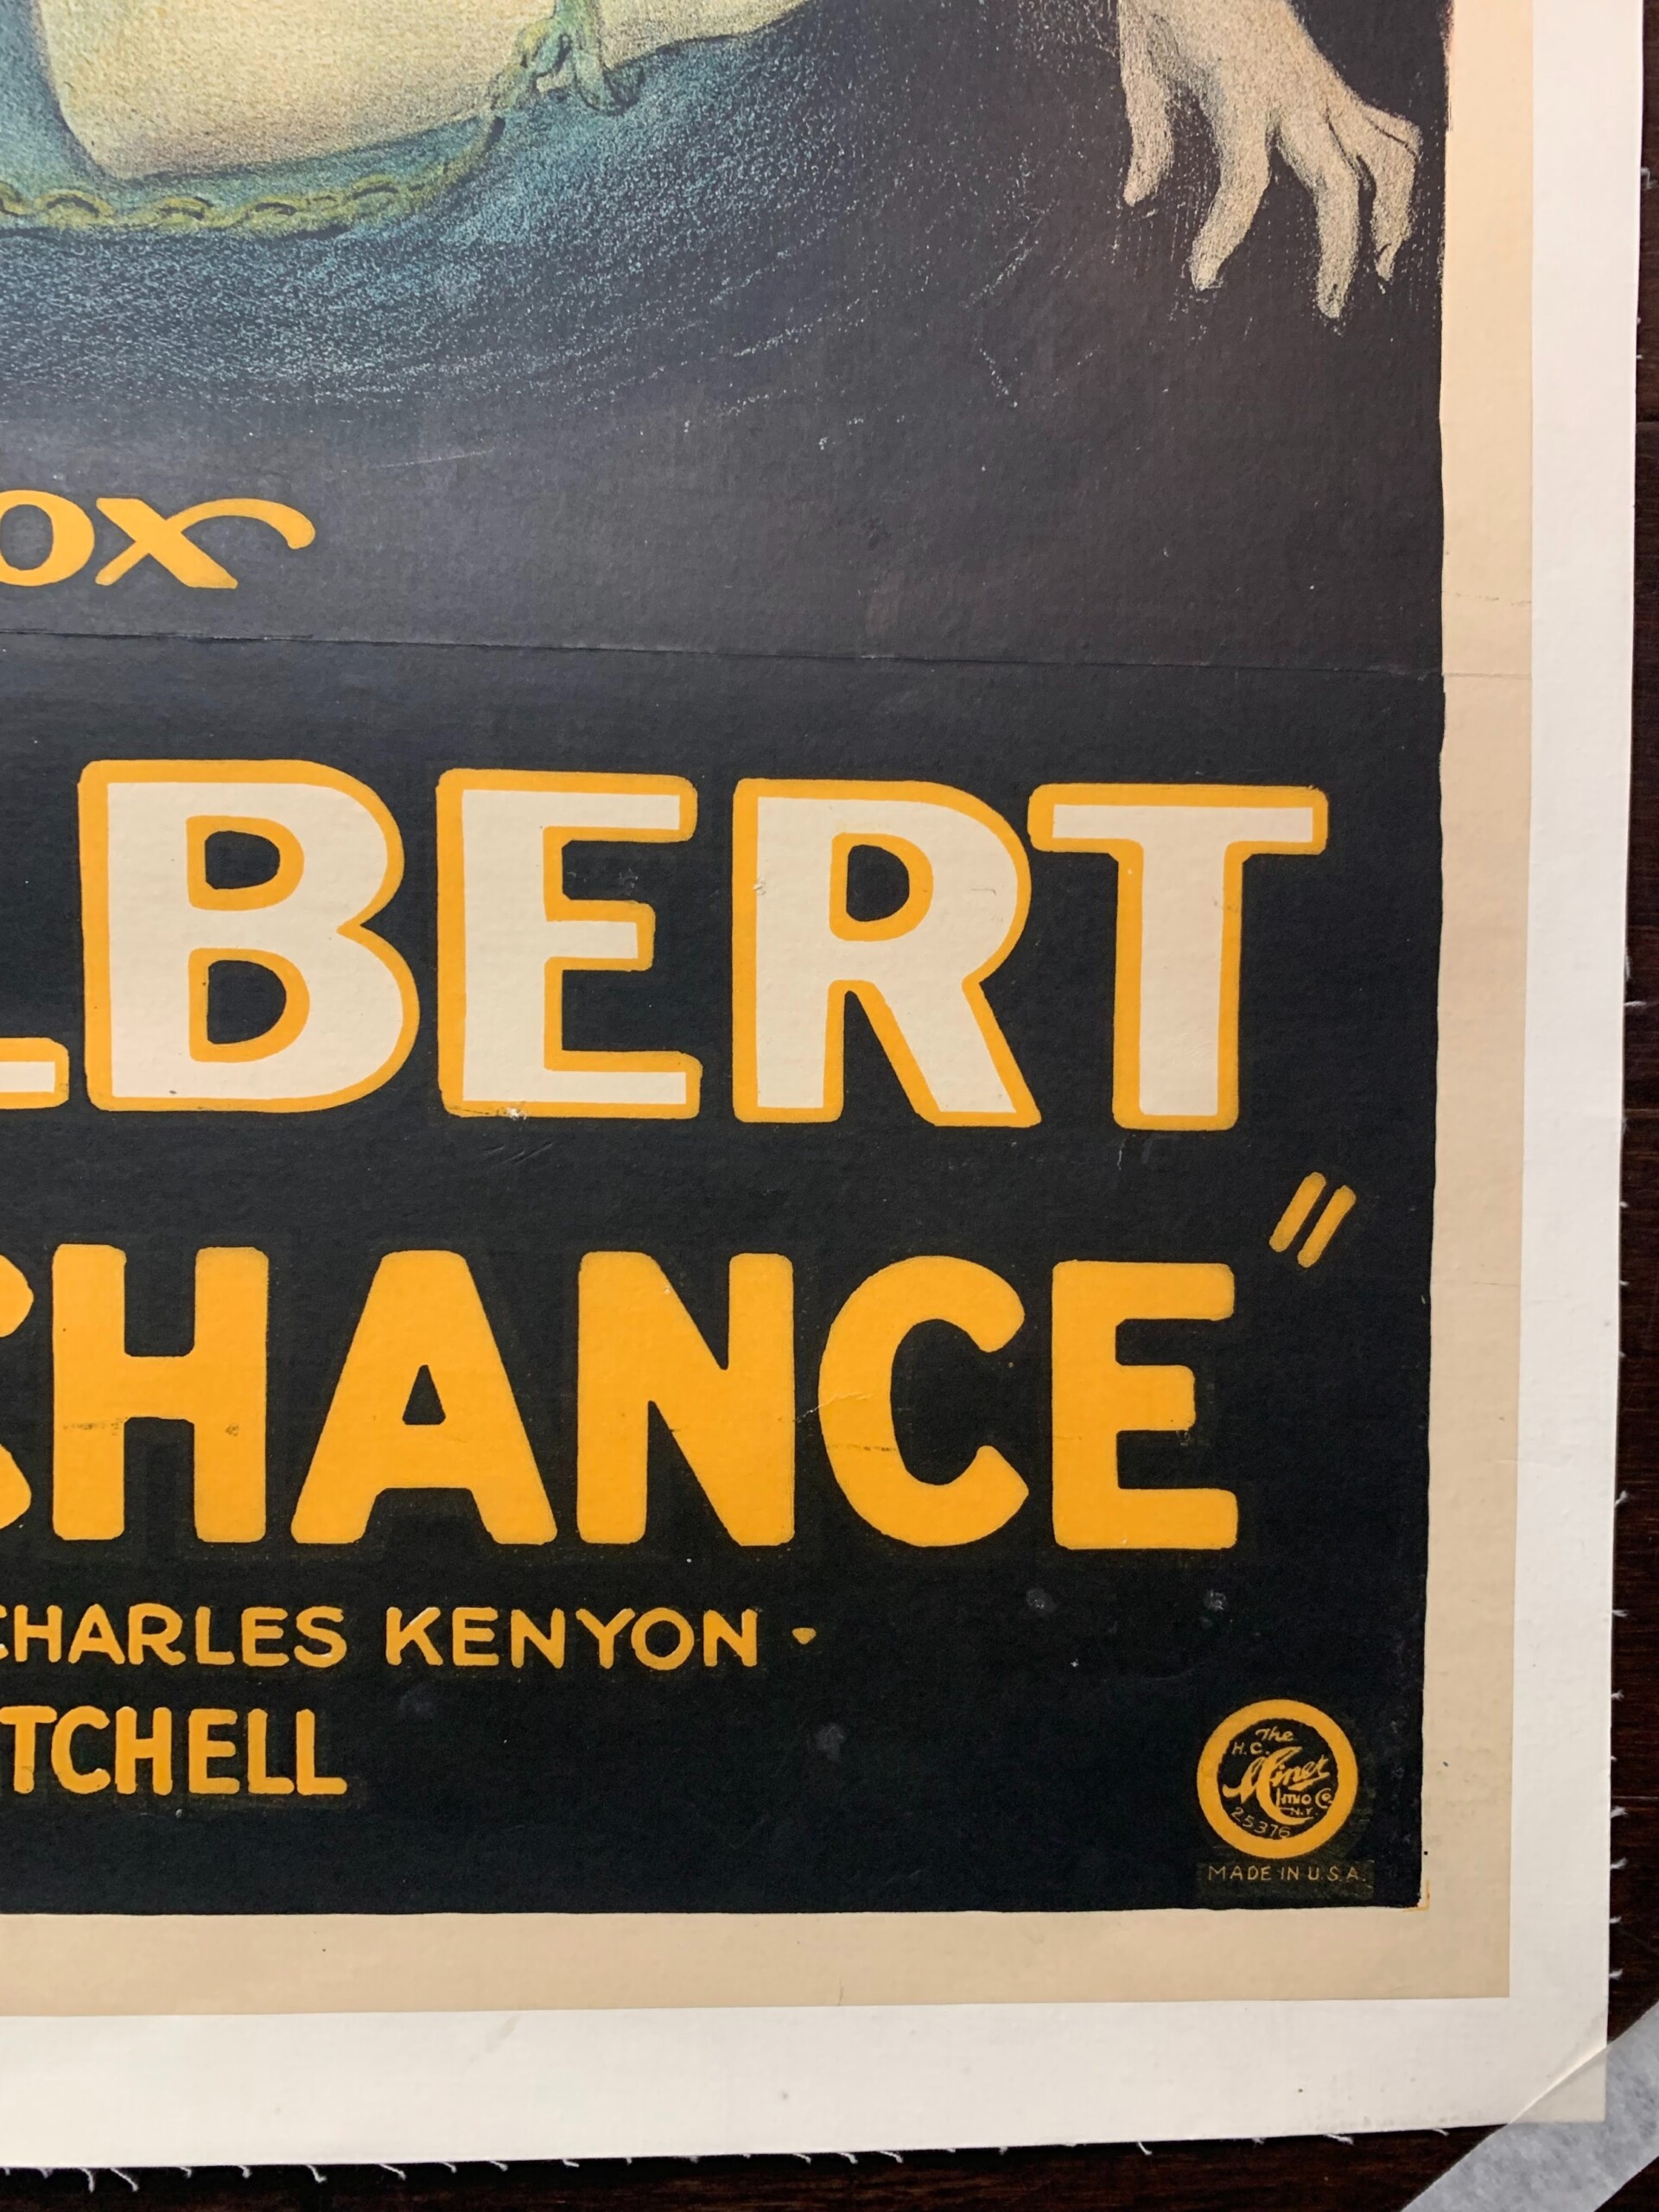 OX
LBERT
CHANCE"
CHARLES KENYON ·
TCHELL
The
H.C.
Miner
Litho Co.
N.Y.
25376
MADE IN U.S.A.